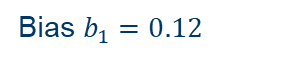 Bias b₁ = 0.12